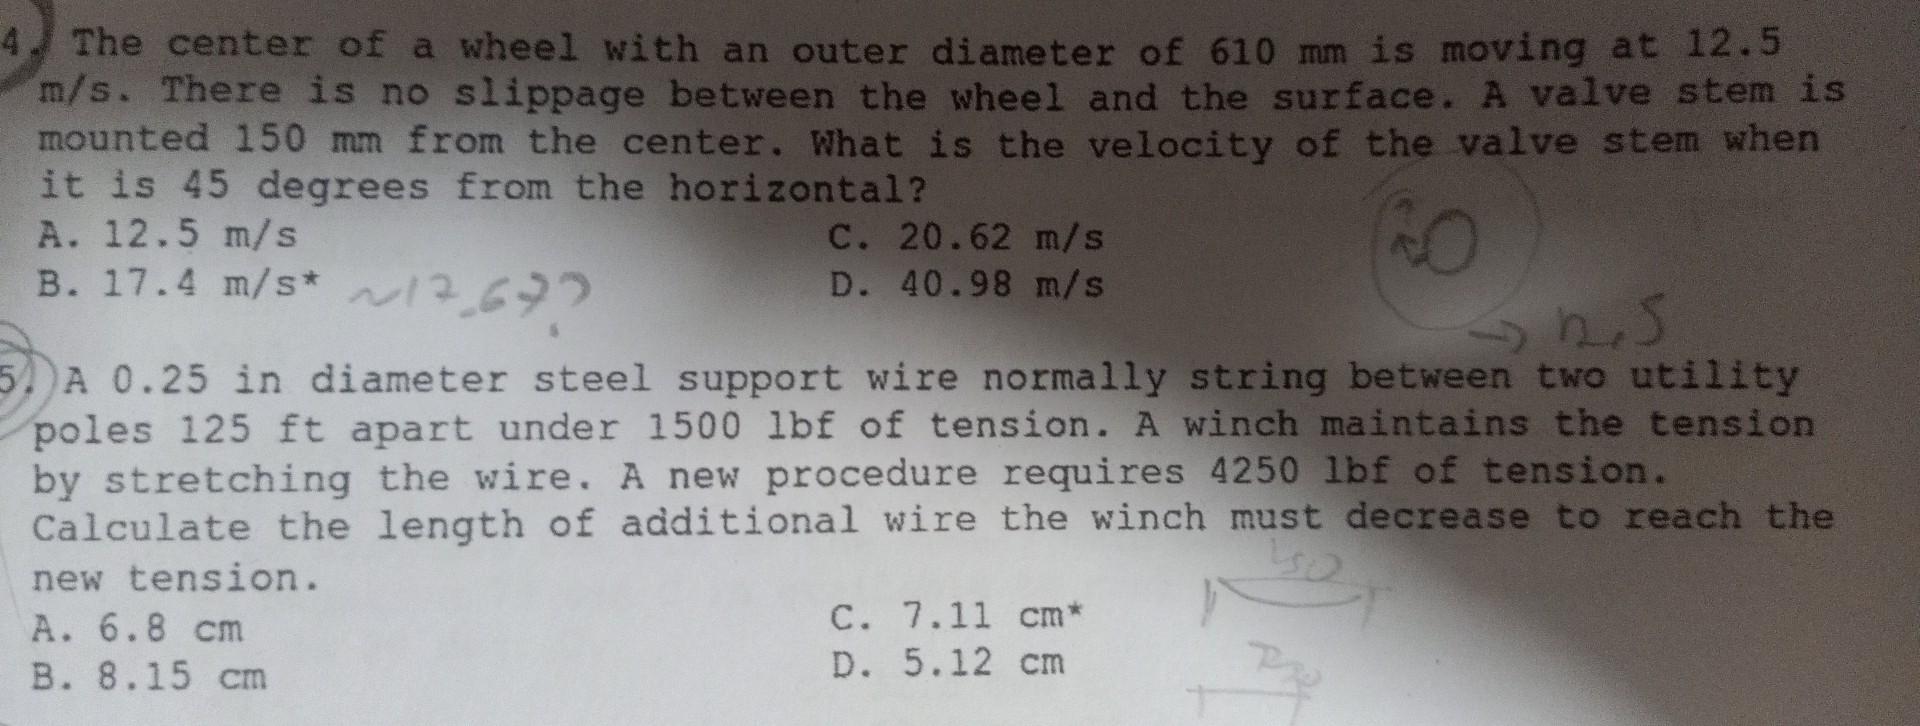 4. The center of a wheel with an outer diameter of 610 mm is moving at 12.5
m/s. There is no slippage between the wheel and the surface. A valve stem is
mounted 150 mm from the center. What is the velocity of the valve stem when
it is 45 degrees from the horizontal?
A. 12.5 m/s
C. 20.62 m/s
B. 17.4 m/s* ~17.67?
D. 40.98 m/s
5. A 0.25 in diameter steel support wire normally string between two utility
poles 125 ft apart under 1500 lbf of tension. A winch maintains the tension
by stretching the wire. A new procedure requires 4250 lbf of tension.
Calculate the length of additional wire the winch must decrease to reach the
new tension.
A. 6.8 cm
C. 7.11 cm*
B. 8.15 cm
D. 5.12 cm